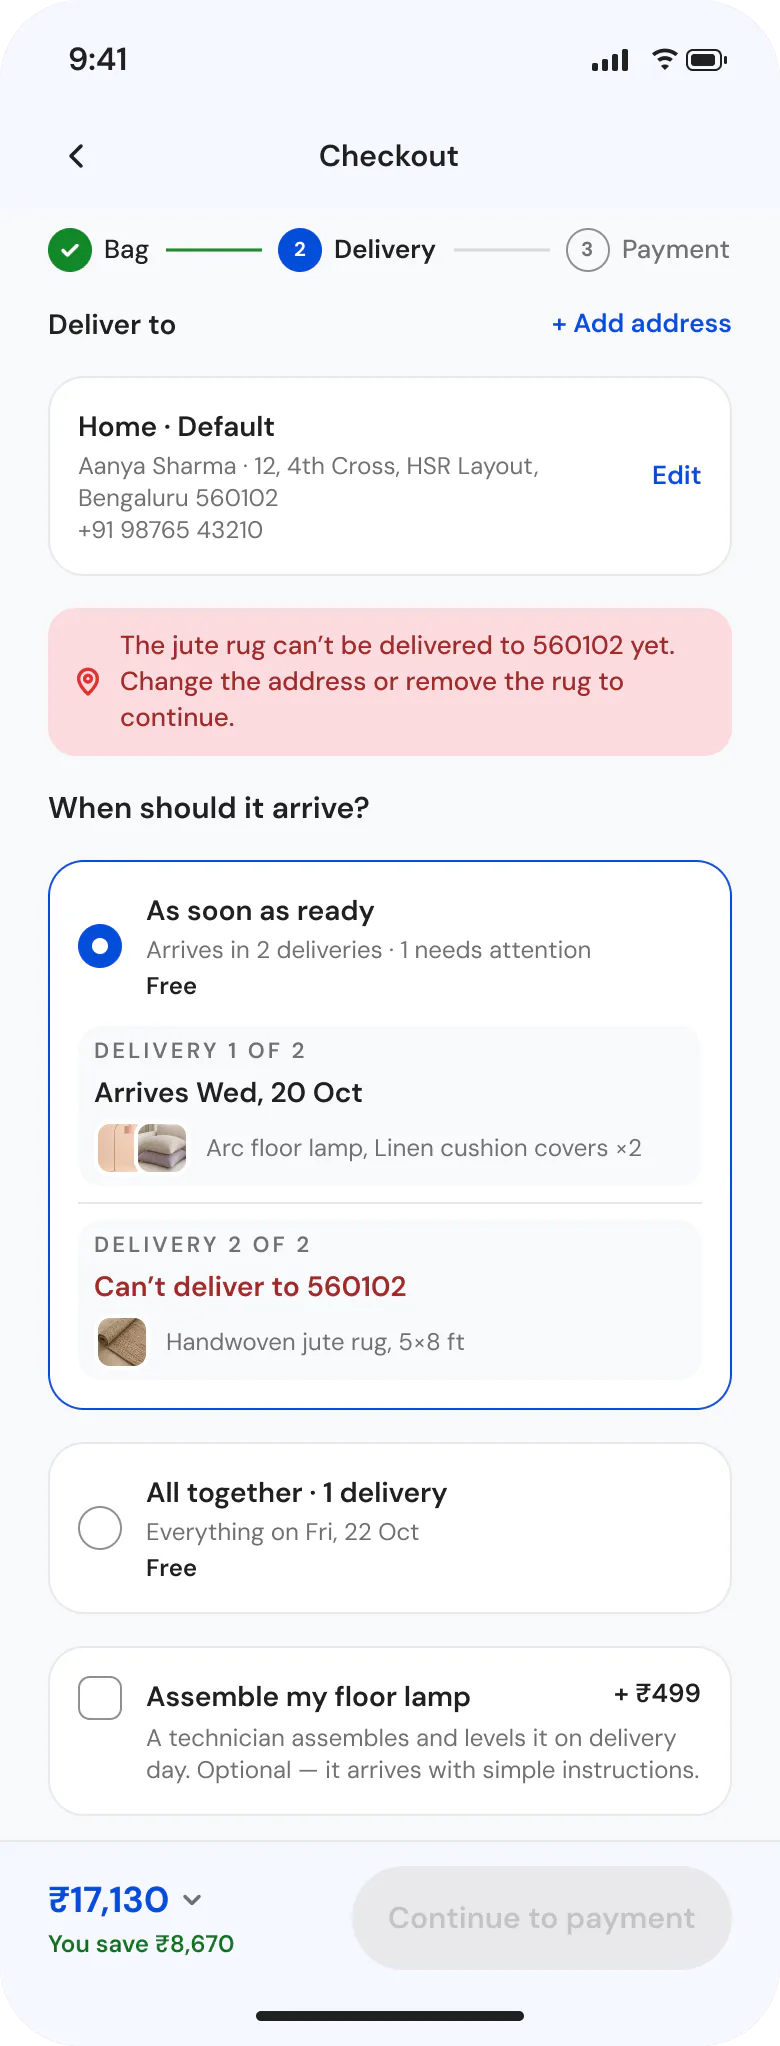 9:41
Checkout
Bag
2
Delivery
3
Payment
Deliver to
+ Add address
Home · Default
Aanya Sharma · 12, 4th Cross, HSR Layout,
Bengaluru 560102
+91 98765 43210
Edit
The jute rug can’t be delivered to 560102 yet.
Change the address or remove the rug to
continue.
When should it arrive?
As soon as ready
Arrives in 2 deliveries · 1 needs attention
Free
DELIVERY 1 OF 2
Arrives Wed, 20 Oct
Arc floor lamp, Linen cushion covers ×2
DELIVERY 2 OF 2
Can’t deliver to 560102
Handwoven jute rug, 5×8 ft
All together · 1 delivery
Everything on Fri, 22 Oct
Free
Assemble my floor lamp
+ ₹499
A technician assembles and levels it on delivery
day. Optional — it arrives with simple instructions.
₹17,130
You save ₹8,670
Continue to payment